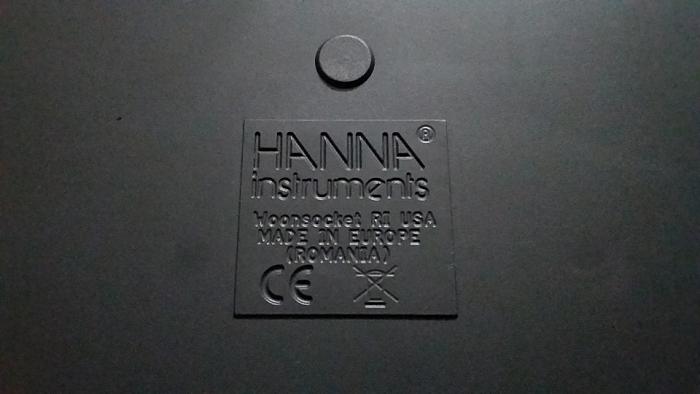 HANNA®
instruments
Woonsocket RI USA
MADE IN EUROPE
(ROMANIA)
CE